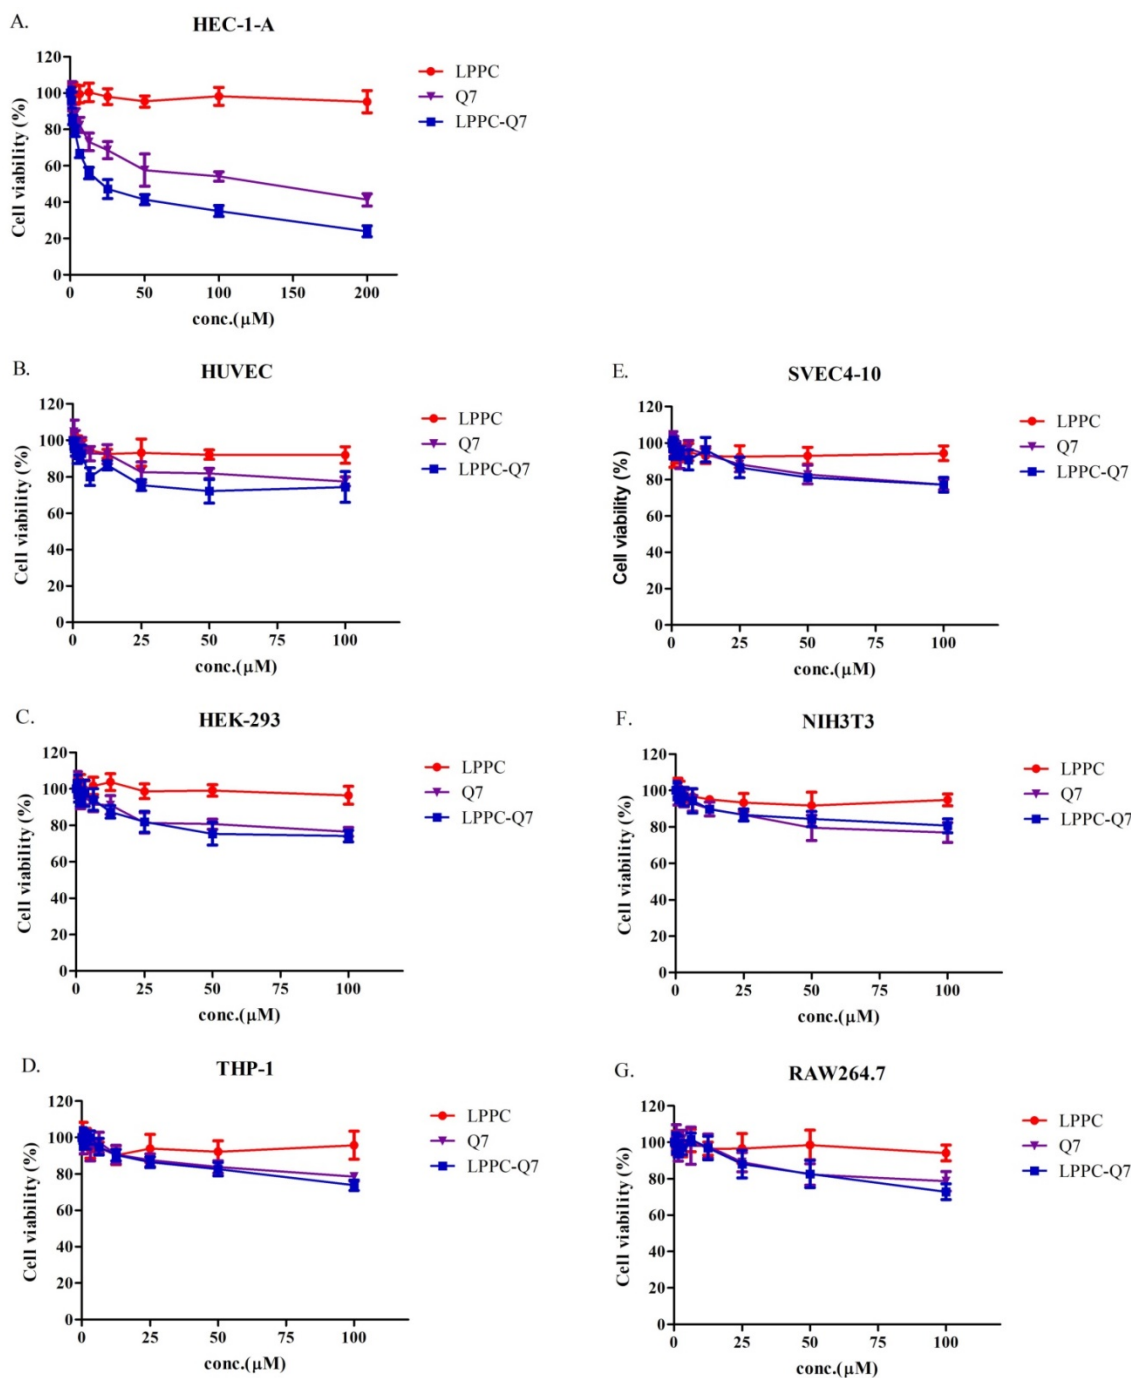 A.
HEC-1-A
120
100
80
60
40
20
0
Cell viability (%)
0 50 100 150 200
conc.(μM)
LPPC
Q7
LPPC-Q7
B.
HUVEC
120
100
80
60
40
20
0
Cell viability (%)
0 25 50 75 100
conc.(μM)
LPPC
Q7
LPPC-Q7
E.
SVEC4-10
120
100
80
60
40
20
0
Cell viability (%)
0 25 50 75 100
conc.(μM)
LPPC
Q7
LPPC-Q7
C.
HEK-293
120
100
80
60
40
20
0
Cell viability (%)
0 25 50 75 100
conc.(μM)
LPPC
Q7
LPPC-Q7
F.
NIH3T3
120
100
80
60
40
20
0
Cell viability (%)
0 25 50 75 100
conc.(μM)
LPPC
Q7
LPPC-Q7
D.
THP-1
120
100
80
60
40
20
0
Cell viability (%)
0 25 50 75 100
conc.(μM)
LPPC
Q7
LPPC-Q7
G.
RAW264.7
120
100
80
60
40
20
0
Cell viability (%)
0 25 50 75 100
conc.(μM)
LPPC
Q7
LPPC-Q7